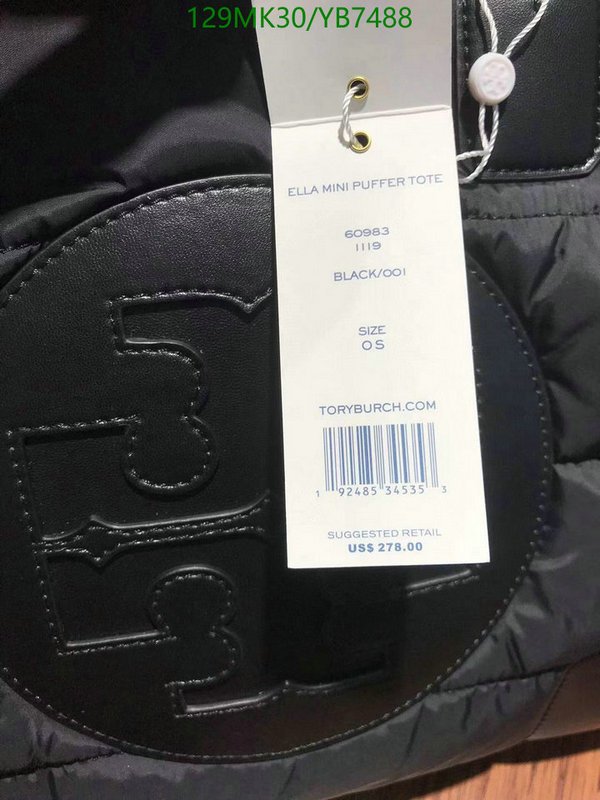 129MK30/YB7488
ELLA MINI PUFFER TOTE
60983
1119
BLACK/001
SIZE
OS
TORYBURCH.COM
1 92485 34535 3
SUGGESTED RETAIL
US$ 278.00